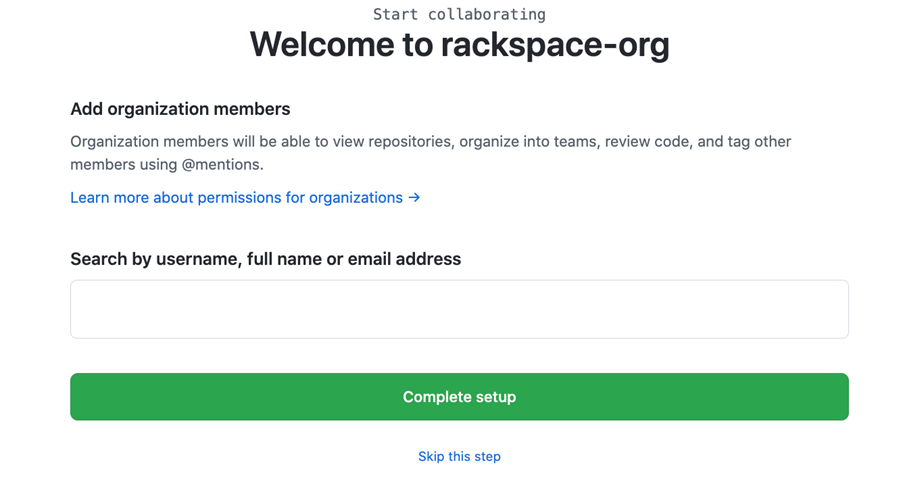 Start collaborating
Welcome to rackspace-org
Add organization members
Organization members will be able to view repositories, organize into teams, review code, and tag other
members using @mentions.
Learn more about permissions for organizations →
Search by username, full name or email address
Complete setup
Skip this step